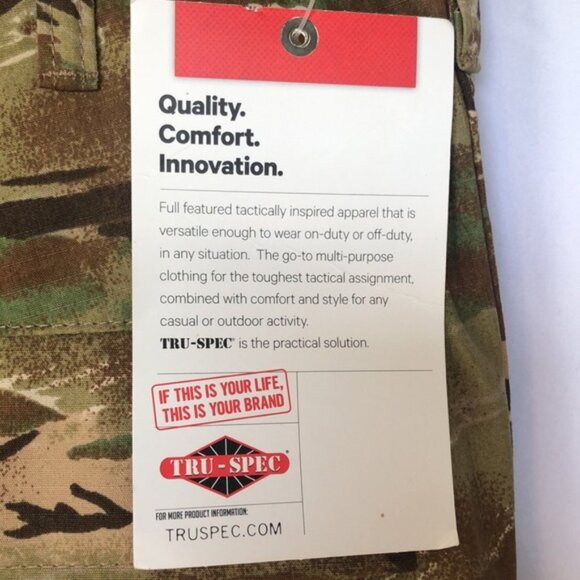 Quality.
Comfort.
Innovation.
Full featured tactically inspired apparel that is
versatile enough to wear on-duty or off-duty,
in any situation. The go-to multi-purpose
clothing for the toughest tactical assignment,
combined with comfort and style for any
casual or outdoor activity.
TRU-SPEC® is the practical solution.
IF THIS IS YOUR LIFE,
THIS IS YOUR BRAND
TRU-SPEC®
FOR MORE PRODUCT INFORMATION:
TRUSPEC.COM